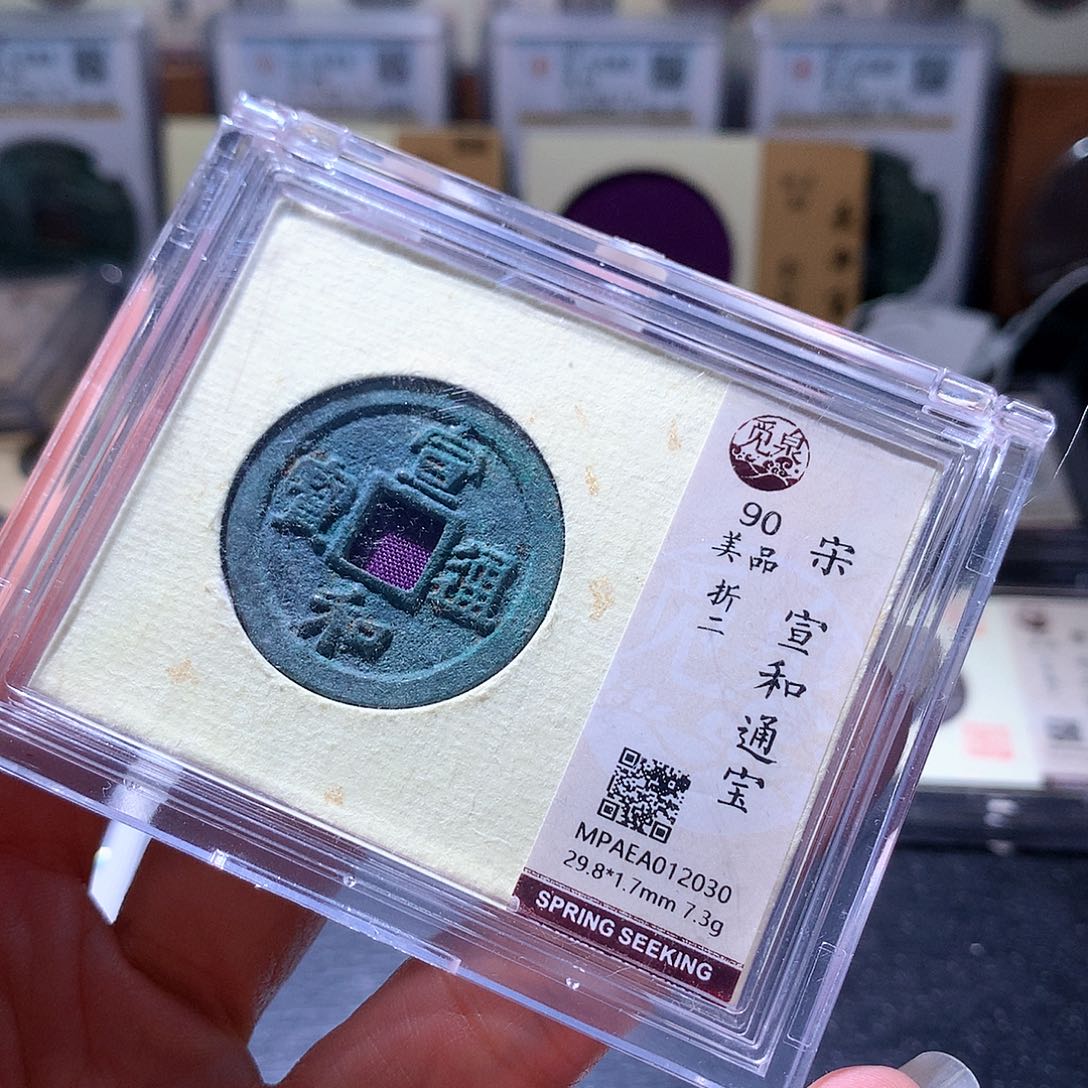 宣
和
通
寳
觅泉
90
美品
折二
宋 宣和通宝
MPAEA012030
29.8*1.7mm 7.3g
SPRING SEEKING